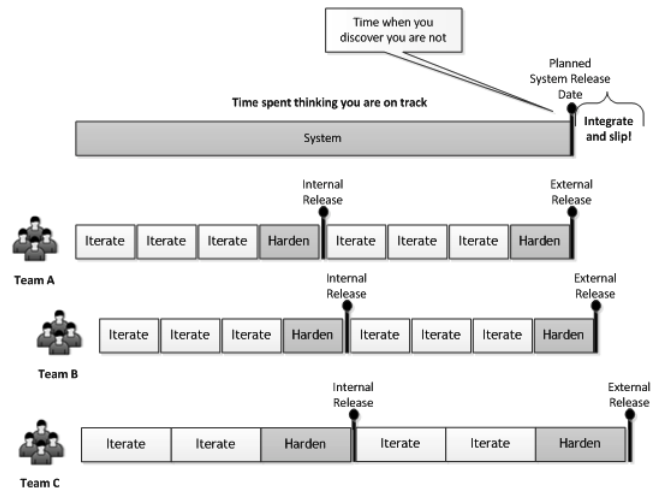 Time when you
discover you are not
Planned
System Release
Date
Time spent thinking you are on track
Integrate
and slip!
System
Internal
Release
External
Release
Iterate Iterate Iterate Harden Iterate Iterate Iterate Harden
Team A
Internal
Release
External
Release
Iterate Iterate Iterate Harden Iterate Iterate Iterate Harden
Team B
Internal
Release
External
Release
Iterate Iterate Harden Iterate Iterate Harden
Team C